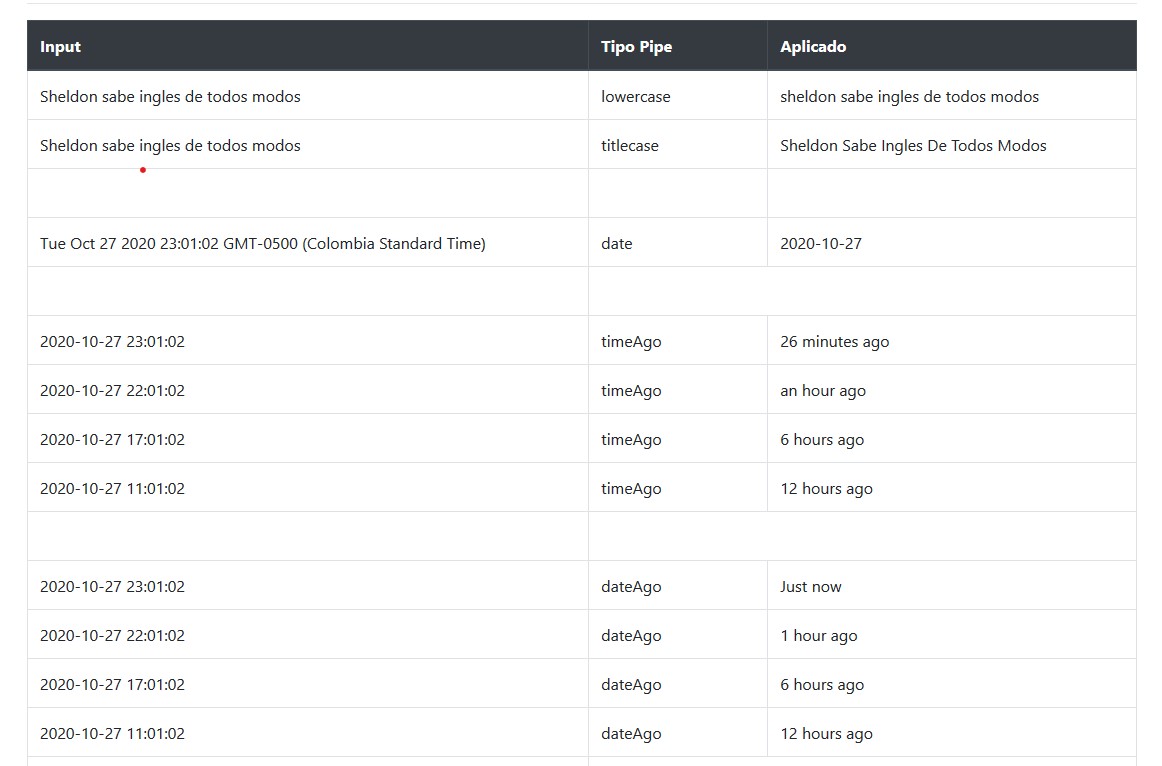 Input Tipo Pipe Aplicado
Sheldon sabe ingles de todos modos lowercase sheldon sabe ingles de todos modos
Sheldon sabe ingles de todos modos titlecase Sheldon Sabe Ingles De Todos Modos
Tue Oct 27 2020 23:01:02 GMT-0500 (Colombia Standard Time) date 2020-10-27
2020-10-27 23:01:02 timeAgo 26 minutes ago
2020-10-27 22:01:02 timeAgo an hour ago
2020-10-27 17:01:02 timeAgo 6 hours ago
2020-10-27 11:01:02 timeAgo 12 hours ago
2020-10-27 23:01:02 dateAgo Just now
2020-10-27 22:01:02 dateAgo 1 hour ago
2020-10-27 17:01:02 dateAgo 6 hours ago
2020-10-27 11:01:02 dateAgo 12 hours ago